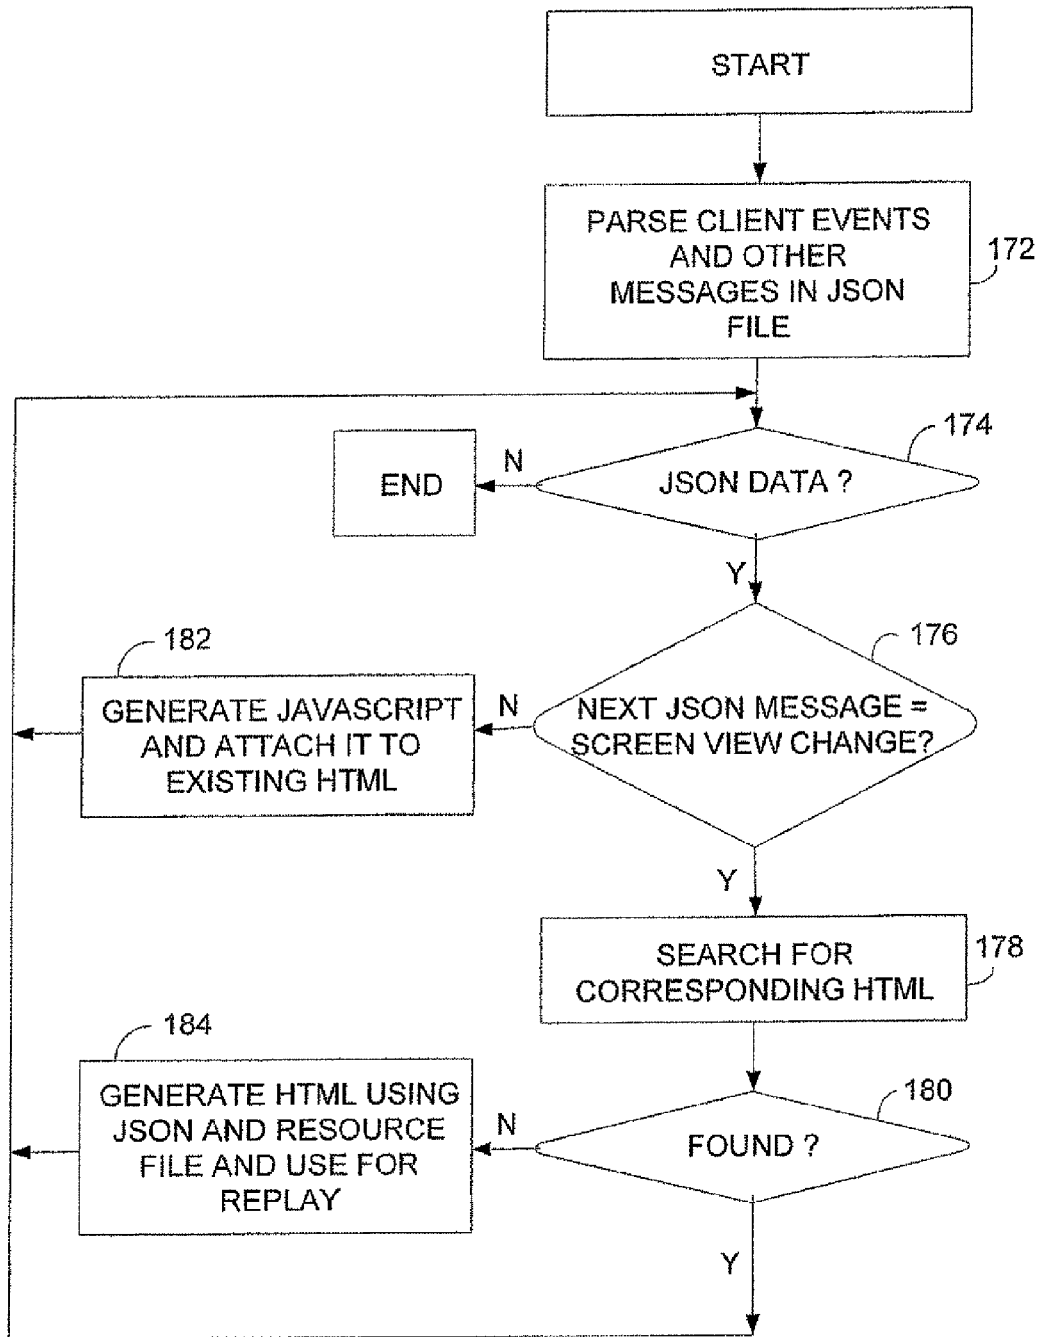 START
PARSE CLIENT EVENTS
AND OTHER
MESSAGES IN JSON
FILE
172
174
JSON DATA ?
N
END
Y
176
NEXT JSON MESSAGE =
SCREEN VIEW CHANGE?
N
182
GENERATE JAVASCRIPT
AND ATTACH IT TO
EXISTING HTML
Y
SEARCH FOR
CORRESPONDING HTML
178
180
FOUND ?
N
184
GENERATE HTML USING
JSON AND RESOURCE
FILE AND USE FOR
REPLAY
Y